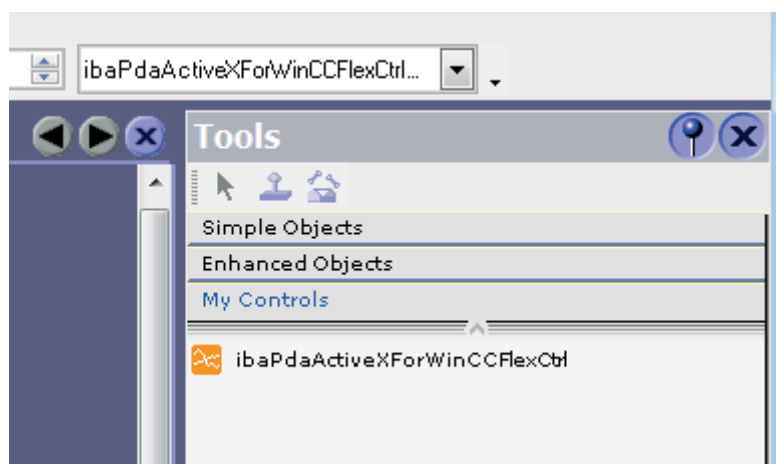 ibaPdaActiveXForWinCCFlexCtrl...
Tools
Simple Objects
Enhanced Objects
My Controls
ibaPdaActiveXForWinCCFlexCtrl